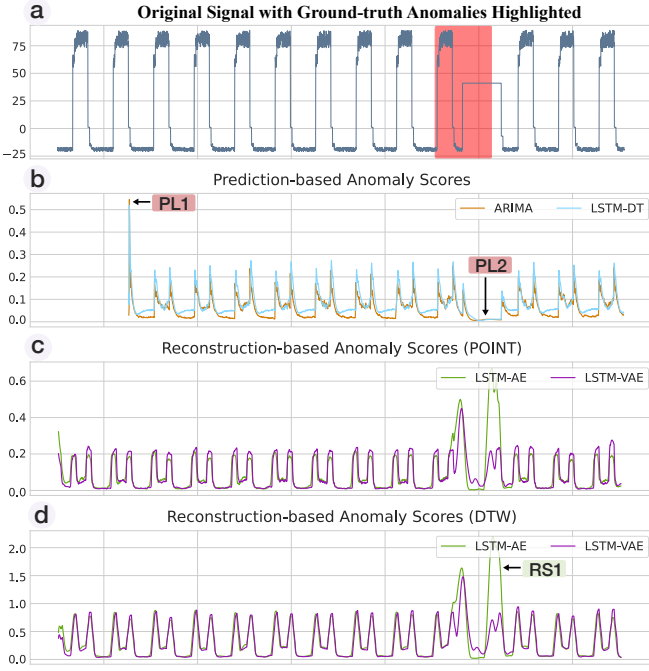 a
Original Signal with Ground-truth Anomalies Highlighted
75
50
25
0
−25
b
Prediction-based Anomaly Scores
0.5
0.4
0.3
0.2
0.1
0.0
PL1
ARIMA
LSTM-DT
PL2
c
Reconstruction-based Anomaly Scores (POINT)
0.6
0.4
0.2
0.0
LSTM-AE
LSTM-VAE
d
Reconstruction-based Anomaly Scores (DTW)
2.0
1.5
1.0
0.5
0.0
LSTM-AE
LSTM-VAE
RS1